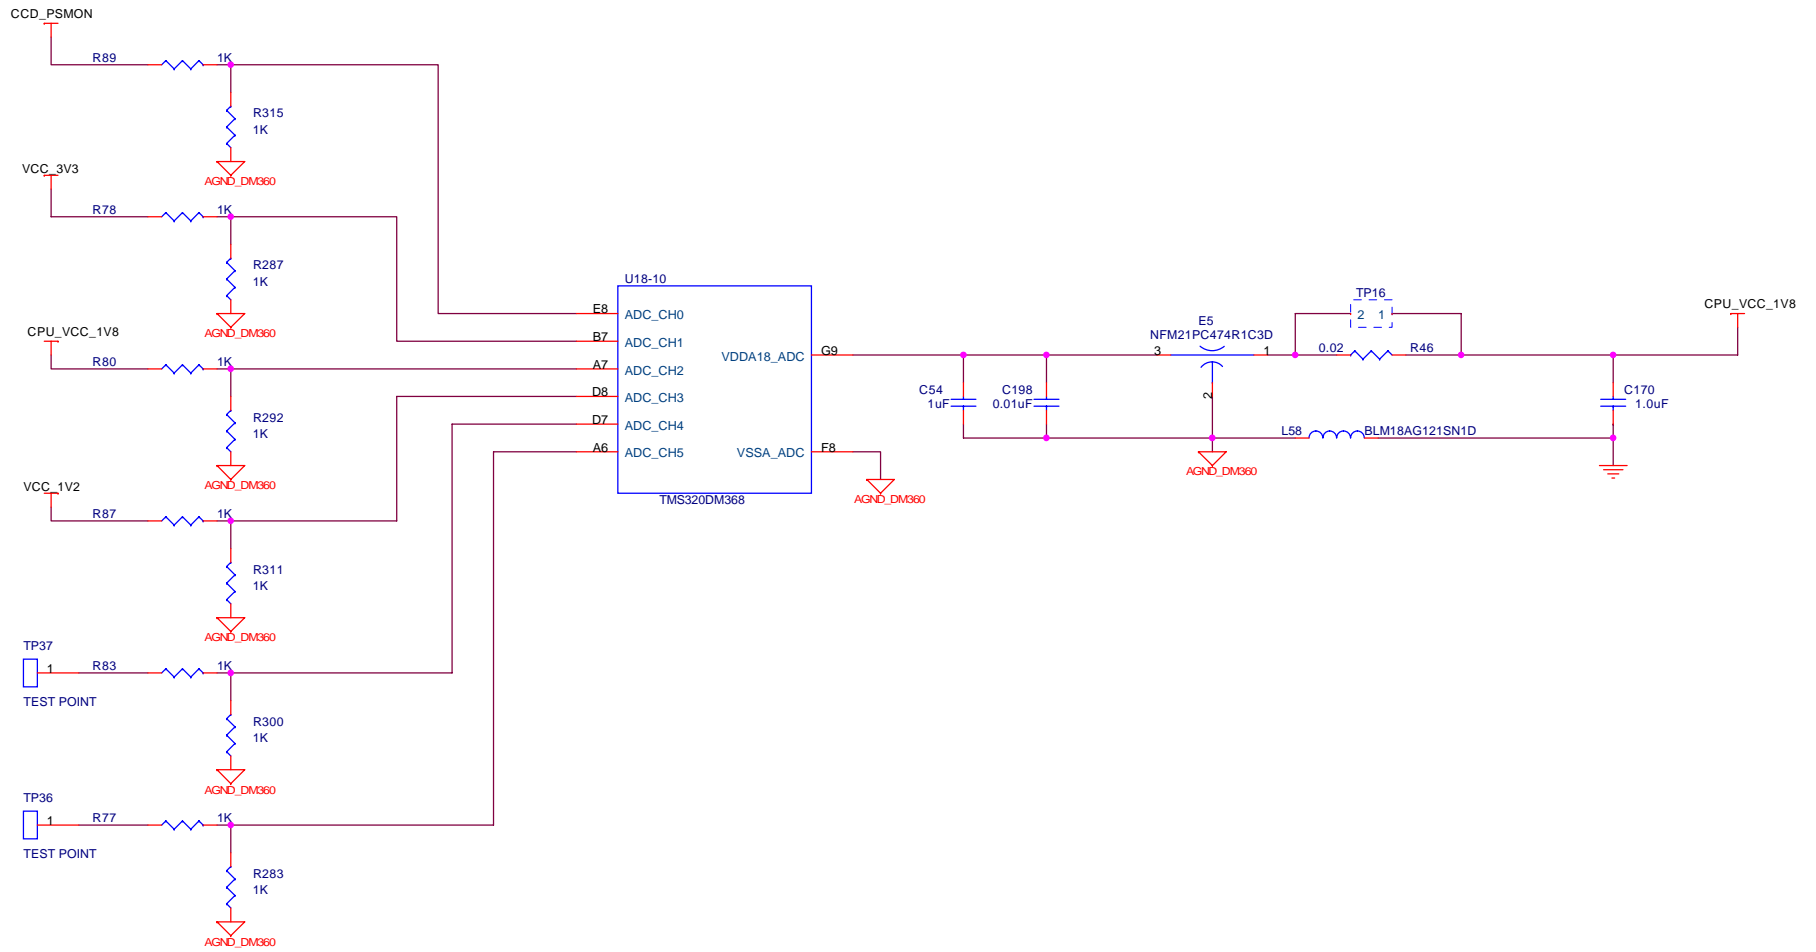 CCD_PSMON
R89 1K
R315
1K
AGND_DM360
VCC_3V3
R78 1K
R287
1K
AGND_DM360
CPU_VCC_1V8
R80 1K
R292
1K
AGND_DM360
VCC_1V2
R87 1K
R311
1K
AGND_DM360
TP37
1 R83 1K
TEST POINT
R300
1K
AGND_DM360
TP36
1 R77 1K
TEST POINT
R283
1K
AGND_DM360
U18-10
E8 ADC_CH0
B7 ADC_CH1
A7 ADC_CH2
D8 ADC_CH3
D7 ADC_CH4
A6 ADC_CH5
VDDA18_ADC G9
VSSA_ADC F8
TMS320DM368
AGND_DM360
C54
1uF
C198
0.01uF
E5
NFM21PC474R1C3D
3 1
2
AGND_DM360
TP16
2 1
0.02 R46
L58 BLM18AG121SN1D
C170
1.0uF
CPU_VCC_1V8